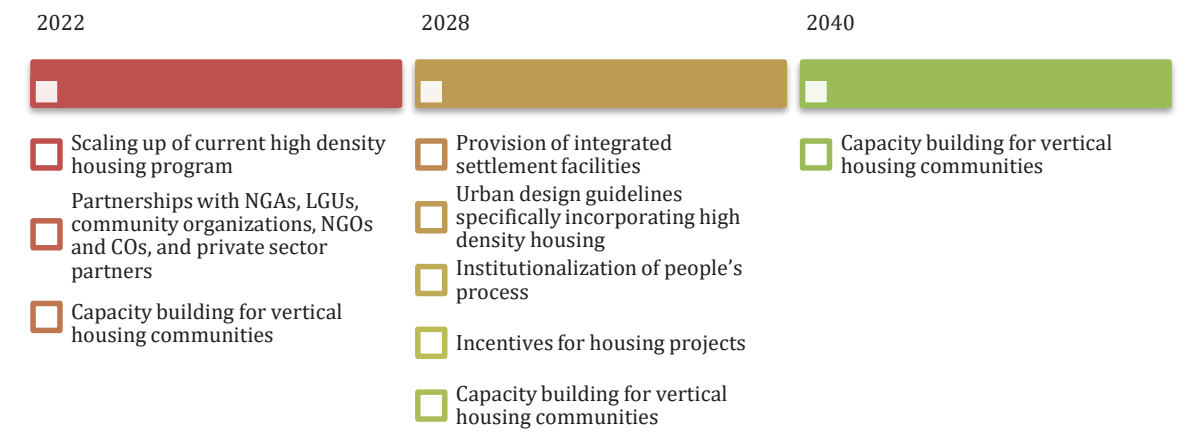 2022
Scaling up of current high density
housing program
Partnerships with NGAs, LGUs,
community organizations, NGOs
and COs, and private sector
partners
Capacity building for vertical
housing communities
2028
Provision of integrated
settlement facilities
Urban design guidelines
specifically incorporating high
density housing
Institutionalization of people’s
process
Incentives for housing projects
Capacity building for vertical
housing communities
2040
Capacity building for vertical
housing communities